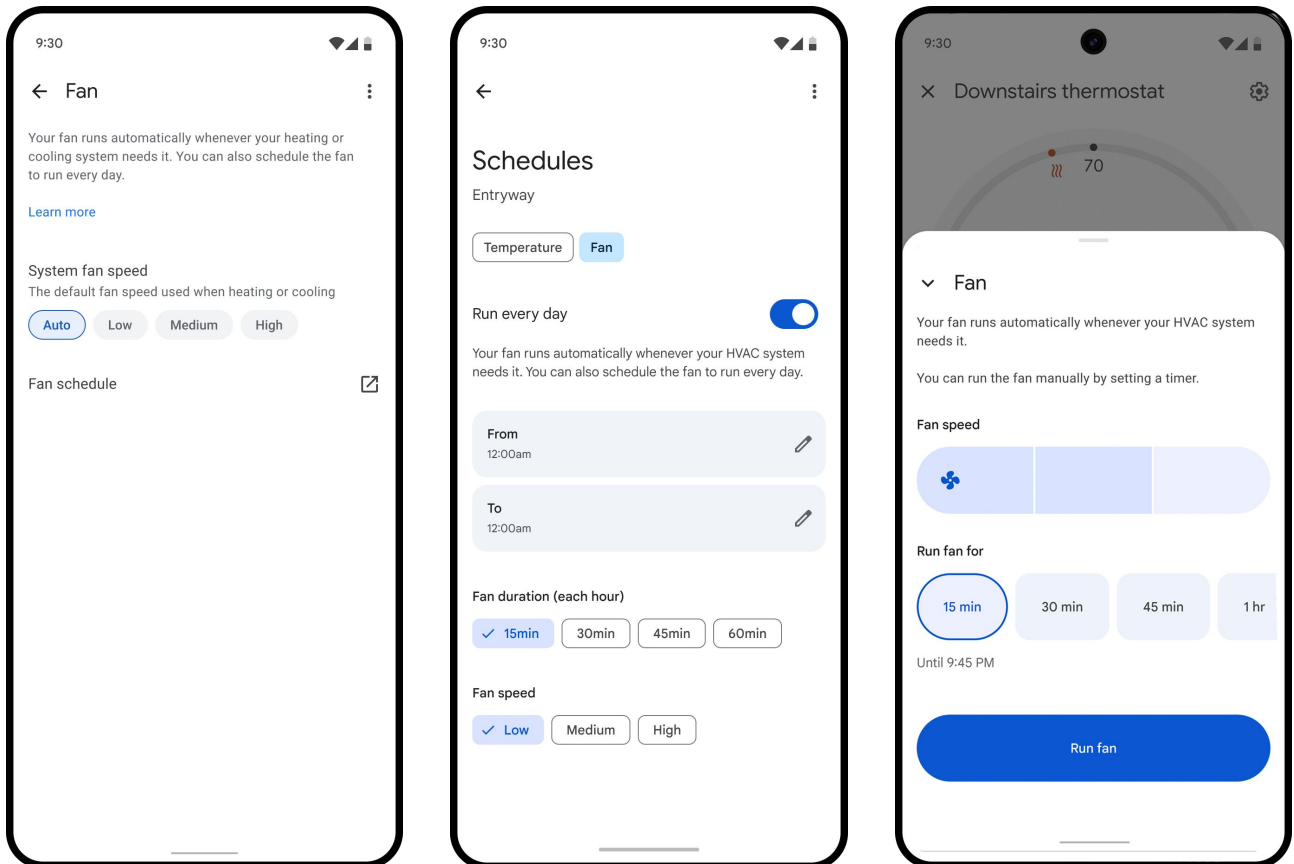 9:30
Fan
Your fan runs automatically whenever your heating or
cooling system needs it. You can also schedule the fan
to run every day.
Learn more
System fan speed
The default fan speed used when heating or cooling
Auto Low Medium High
Fan schedule
9:30
Schedules
Entryway
Temperature Fan
Run every day
Your fan runs automatically whenever your HVAC system
needs it. You can also schedule the fan to run every day.
From
12:00am
To
12:00am
Fan duration (each hour)
15min 30min 45min 60min
Fan speed
Low Medium High
9:30
Downstairs thermostat
70
Fan
Your fan runs automatically whenever your HVAC system
needs it.
You can run the fan manually by setting a timer.
Fan speed
Run fan for
15 min 30 min 45 min 1 hr
Until 9:45 PM
Run fan